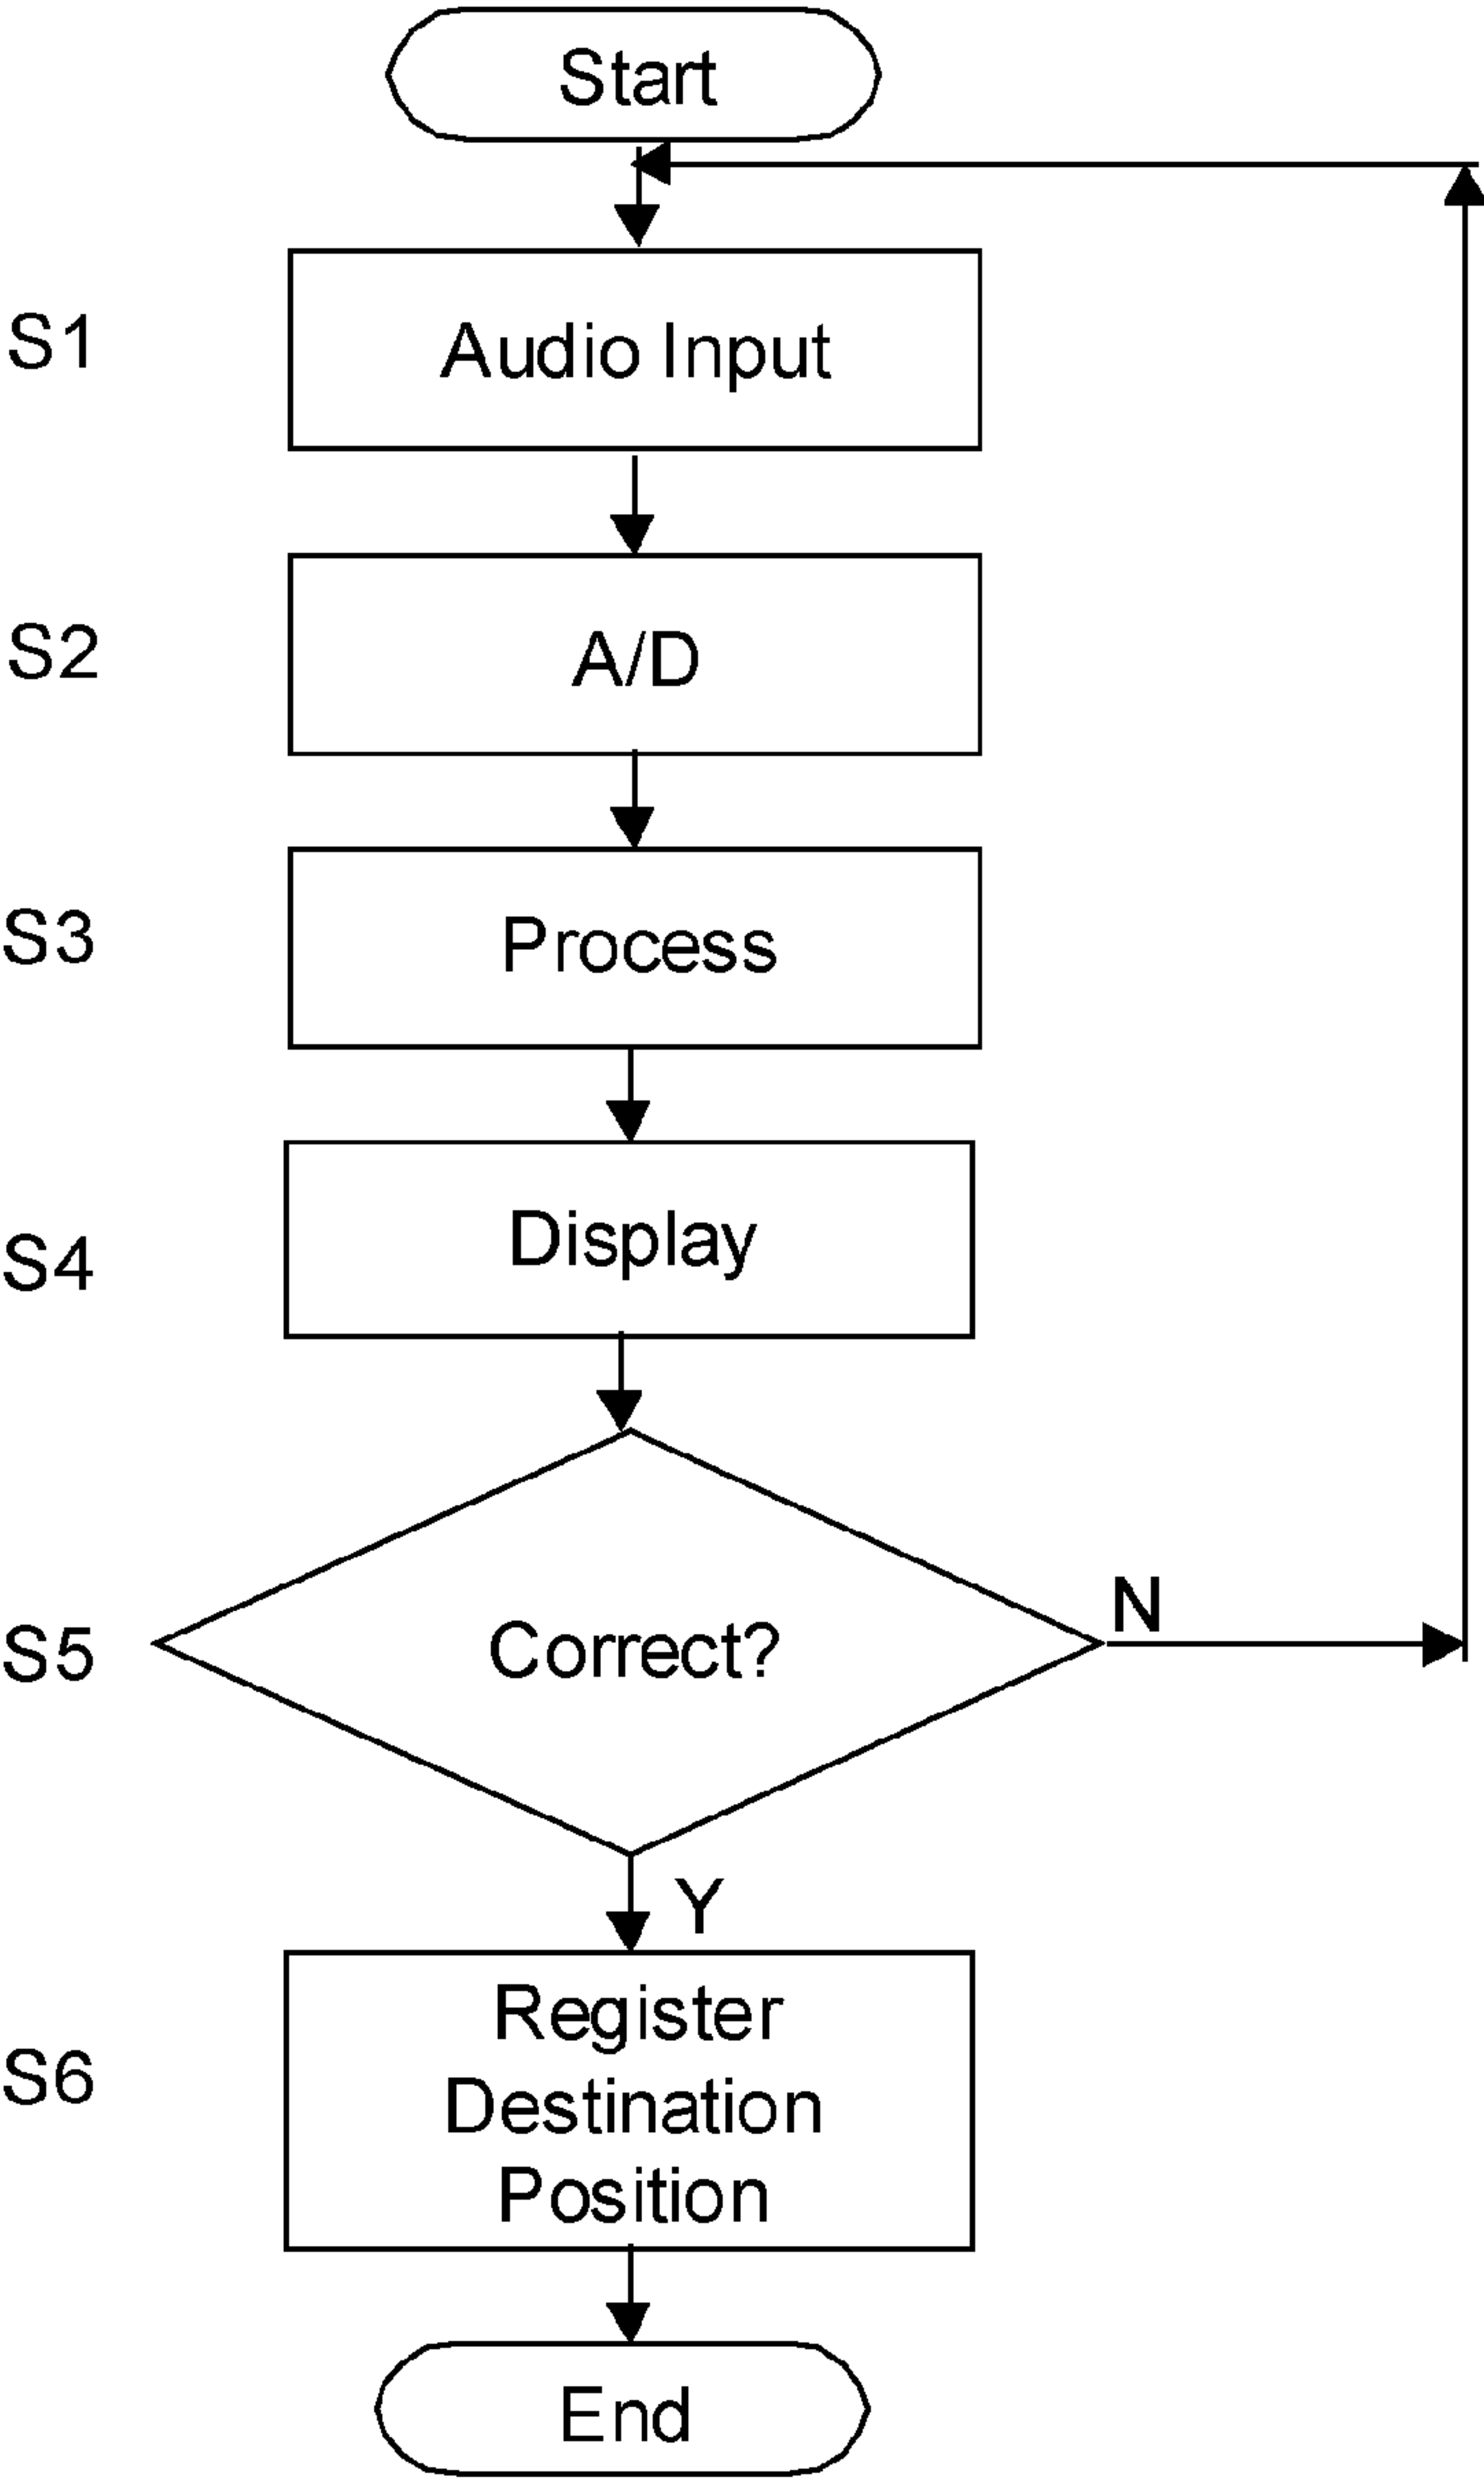 Start
S1
Audio Input
S2
A/D
S3
Process
S4
Display
S5
Correct?
N
Y
S6
Register
Destination
Position
End